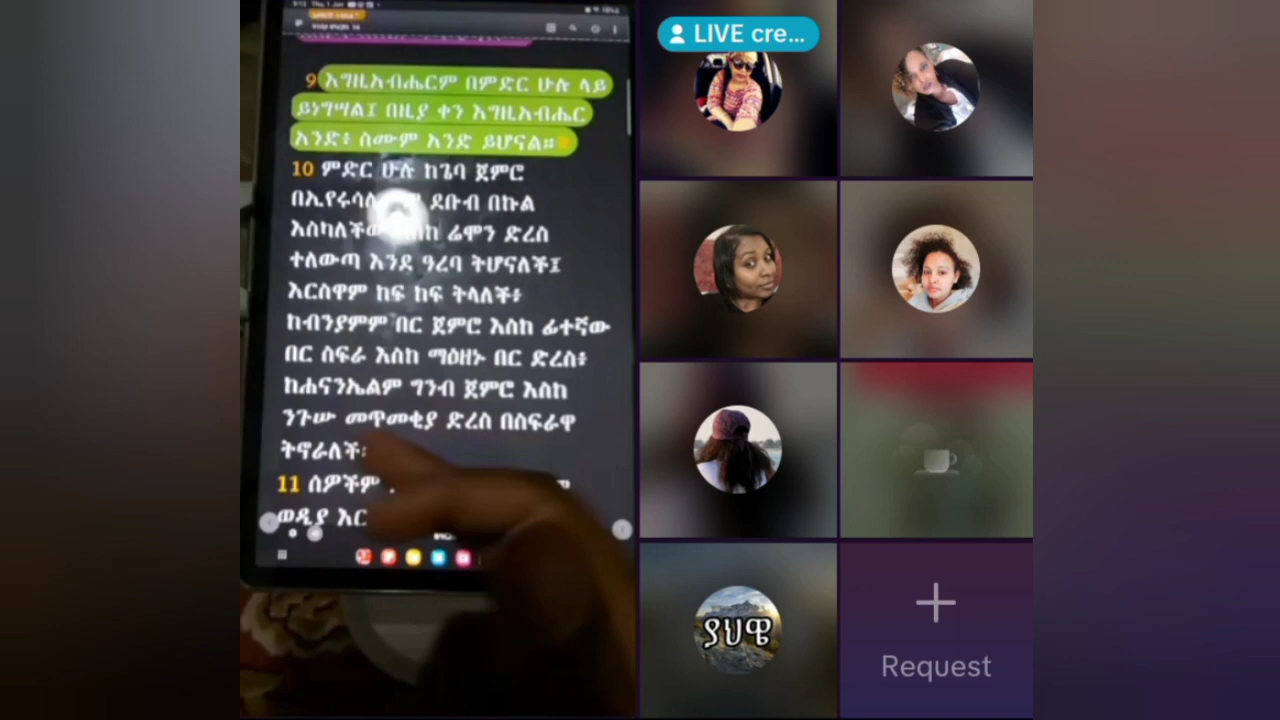 9 እግዚአብሔርም በምድር ሁሉ ላይ
ይነግሣል፤ በዚያ ቀን እግዚአብሔር
አንድ፥ ስሙም አንድ ይሆናል።
10 ምድር ሁሉ ከጌባ ጀምሮ
ደቡብ በኩል
ሬሞን ድረስ
ተለውጣ እንደ ዓረባ ትሆናለች፤
እርስዋም ከፍ ከፍ ትላለች፥
ከብንያምም በር ጀምሮ እስከ ፊተኛው
በር ስፍራ እስከ ማዕዘኑ በር ድረስ፥
ከሐናንኤልም ግንብ ጀምሮ እስከ
ንጉሡ መጥመቂያ ድረስ በስፍራዋ
ትኖራለች፡
11 ሰዎችም
ወዲያ እር
LIVE cre...
ያህዌ
Request